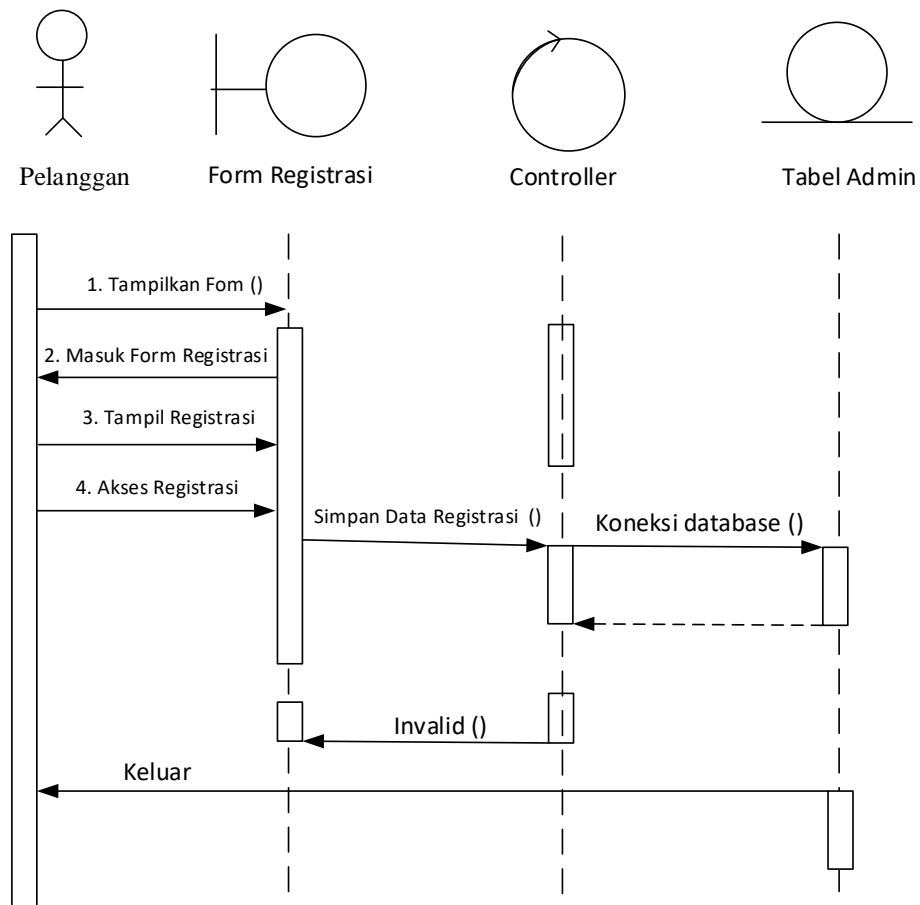 Pelanggan
Form Registrasi
Controller
Tabel Admin
1. Tampilkan Fom ()
2. Masuk Form Registrasi
3. Tampil Registrasi
4. Akses Registrasi
Simpan Data Registrasi ()
Koneksi database ()
Invalid ()
Keluar